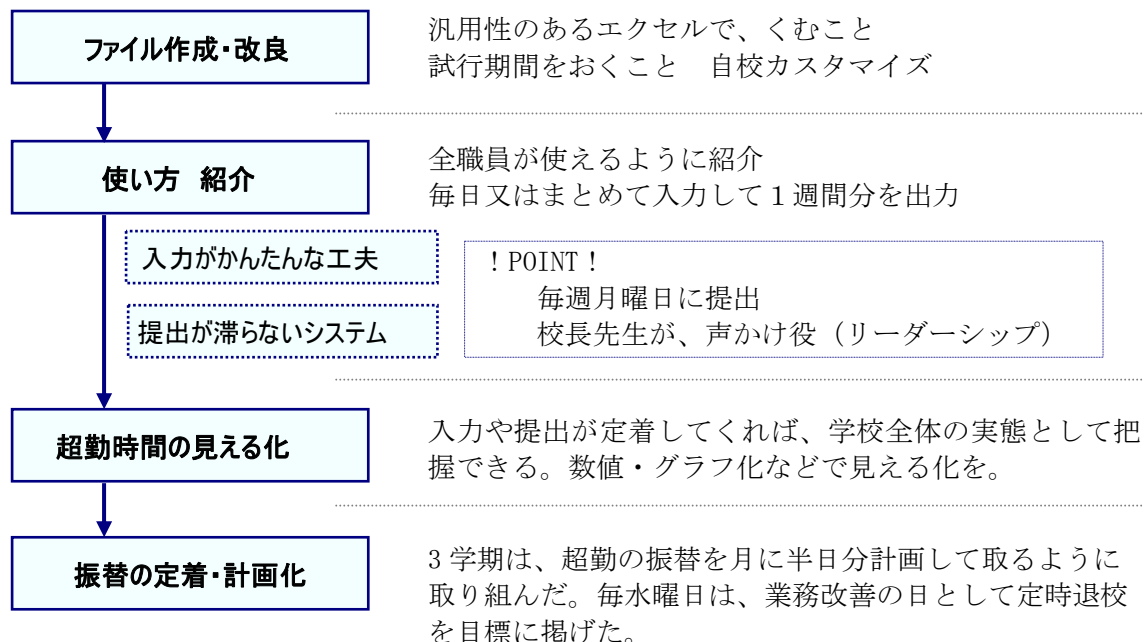 ファイル作成・改良
汎用性のあるエクセルで、くむこと
試行期間をおくこと　自校カスタマイズ
使い方　紹介
全職員が使えるように紹介
毎日又はまとめて入力して１週間分を出力
入力がかんたんな工夫
提出が滞らないシステム
！POINT！
毎週月曜日に提出
校長先生が、声かけ役（リーダーシップ）
超勤時間の見える化
入力や提出が定着してくれば、学校全体の実態として把
握できる。数値・グラフ化などで見える化を。
振替の定着・計画化
3 学期は、超勤の振替を月に半日分計画して取るように
取り組んだ。毎水曜日は、業務改善の日として定時退校
を目標に掲げた。